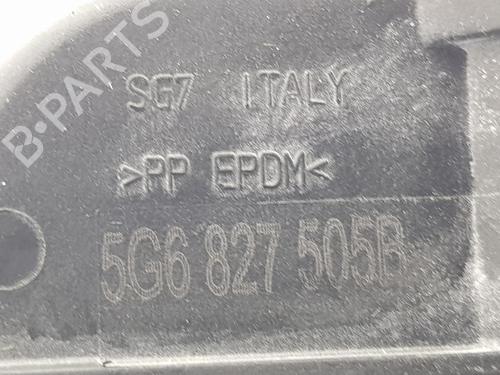 B-PARTS
SG7 ITALY
>PP EPDM<
5G6 827 505B